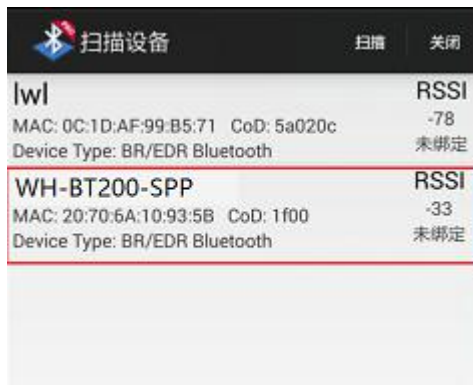 扫描设备 扫描 关闭
lwl RSSI
MAC: 0C:1D:AF:99:B5:71 CoD: 5a020c -78
Device Type: BR/EDR Bluetooth 未绑定
WH-BT200-SPP RSSI
MAC: 20:70:6A:10:93:5B CoD: 1f00 -33
Device Type: BR/EDR Bluetooth 未绑定